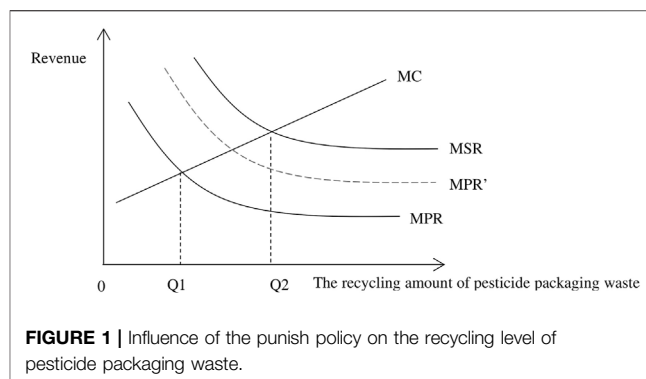 Revenue
MC
MSR
MPR'
MPR
0
Q1
Q2
The recycling amount of pesticide packaging waste
FIGURE 1 | Influence of the punish policy on the recycling level of
pesticide packaging waste.